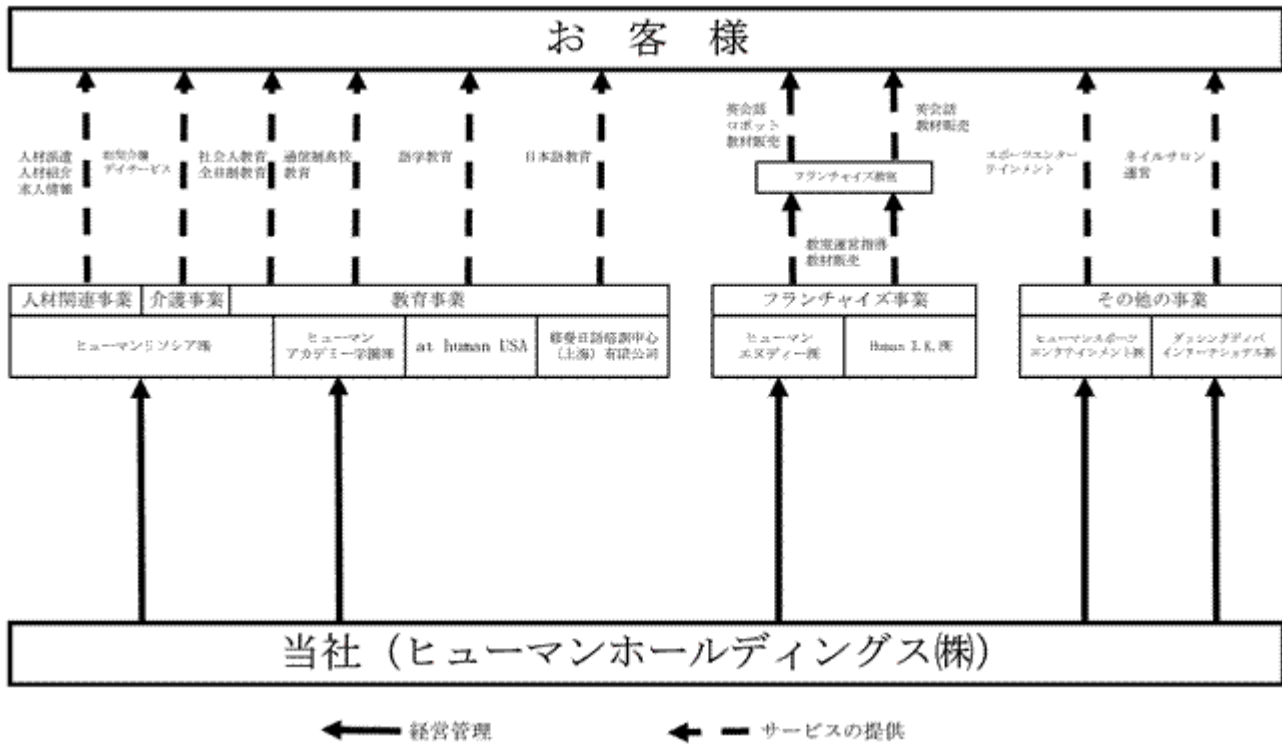 お 客 様
人材派遣
人材紹介
求人情報
訪問介護
デイサービス
社会人教育
全日制教育
通信制高校
教育
語学教育
日本語教育
英会話
ロボット
教材販売
英会話
教材販売
フランチャイズ教室
教室運営指導
教材販売
スポーツエンター
テインメント
ネイルサロン
運営
人材関連事業
介護事業
教育事業
フランチャイズ事業
その他の事業
ヒューマンリソシア㈱
ヒューマン
アカデミー学園㈱
at human USA
修曼日語培訓中心
(上海)有限公司
ヒューマン
エヌディー㈱
ヒューマンスポーツ
エンタテインメント㈱
ダッシングディバ
インターナショナル㈱
当社（ヒューマンホールディングス㈱）
経営管理
サービスの提供